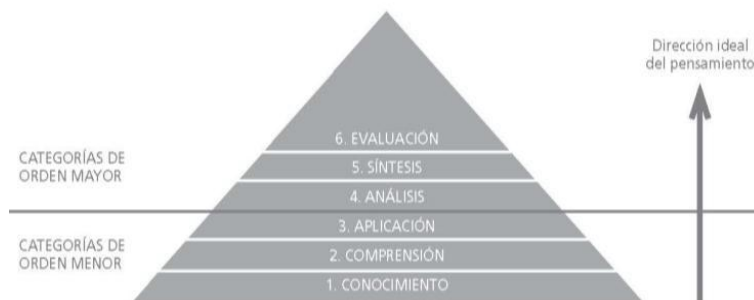 Dirección ideal
del pensamiento
6. EVALUACIÓN
CATEGORÍAS DE
ORDEN MAYOR
5. SÍNTESIS
4. ANÁLISIS
3. APLICACIÓN
CATEGORÍAS DE
ORDEN MENOR
2. COMPRENSIÓN
1. CONOCIMIENTO